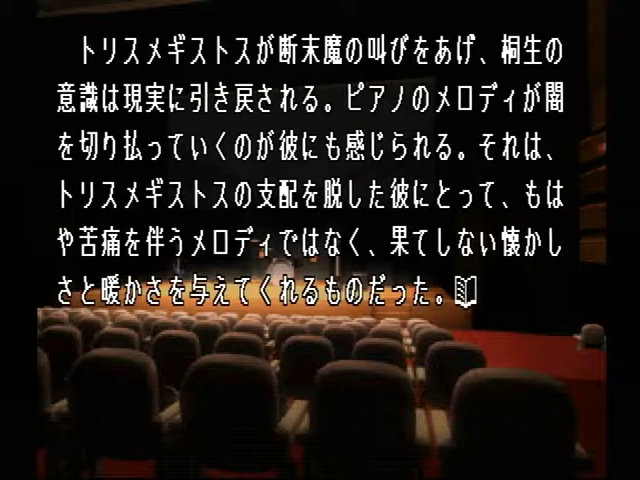 トリスメギストスが断末魔の叫びをあげ、桐生の
意識は現実に引き戻される。ピアノのメロディが闇
を切り払っていくのが彼にも感じられる。それは、
トリスメギストスの支配を脱した彼にとって、もは
や苦痛を伴うメロディではなく、果てしない懐かし
さと暖かさを与えてくれるものだった。